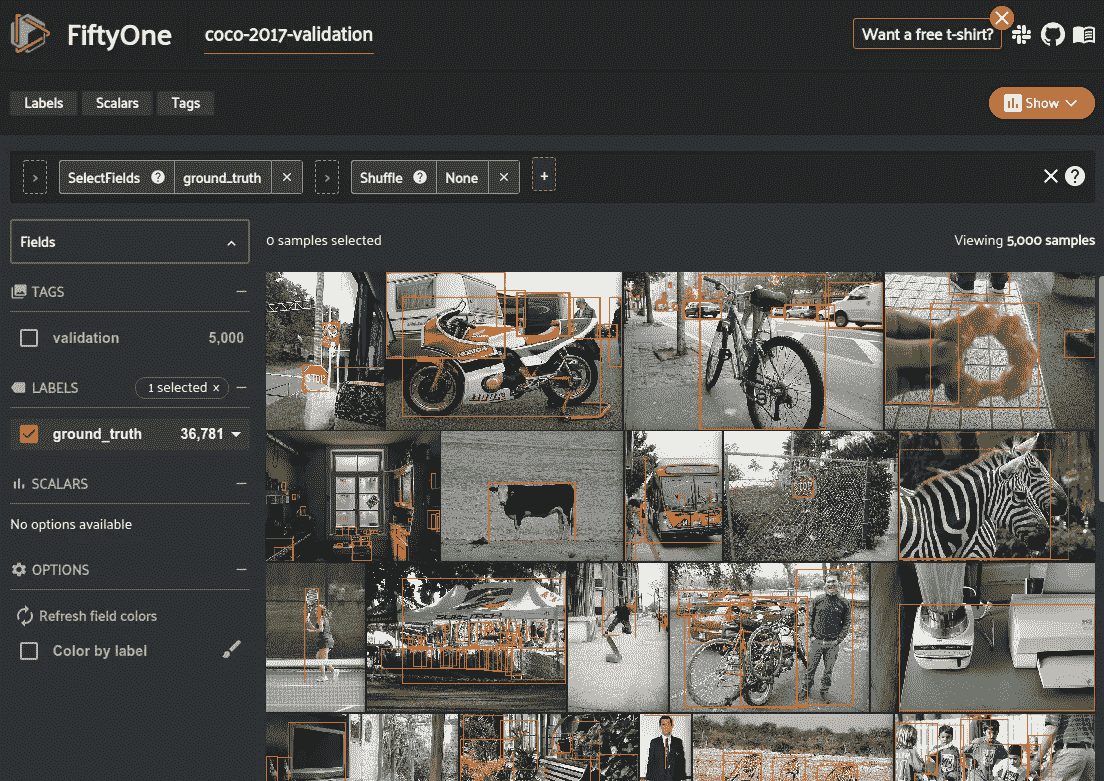 FiftyOne
coco-2017-validation
Want a free t-shirt?
Labels
Scalars
Tags
Show
> SelectFields ? ground_truth × > Shuffle ? None × +
× ?
Fields
0 samples selected
Viewing 5,000 samples
TAGS
validation 5,000
LABELS
1 selected ×
ground_truth 36,781
SCALARS
No options available
OPTIONS
Refresh field colors
Color by label
STOP
STOP